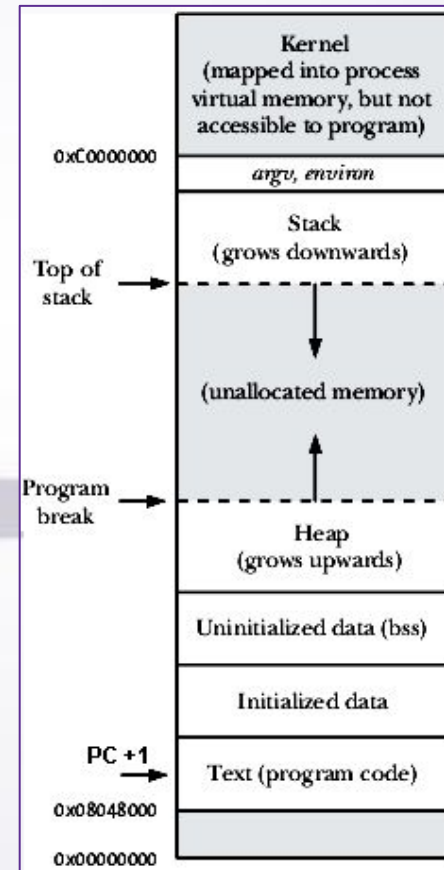 Kernel
(mapped into process
virtual memory, but not
accessible to program)
0xC0000000
argv, environ
Stack
(grows downwards)
Top of
stack
(unallocated memory)
Program
break
Heap
(grows upwards)
Uninitialized data (bss)
Initialized data
PC +1
Text (program code)
0x08048000
0x00000000